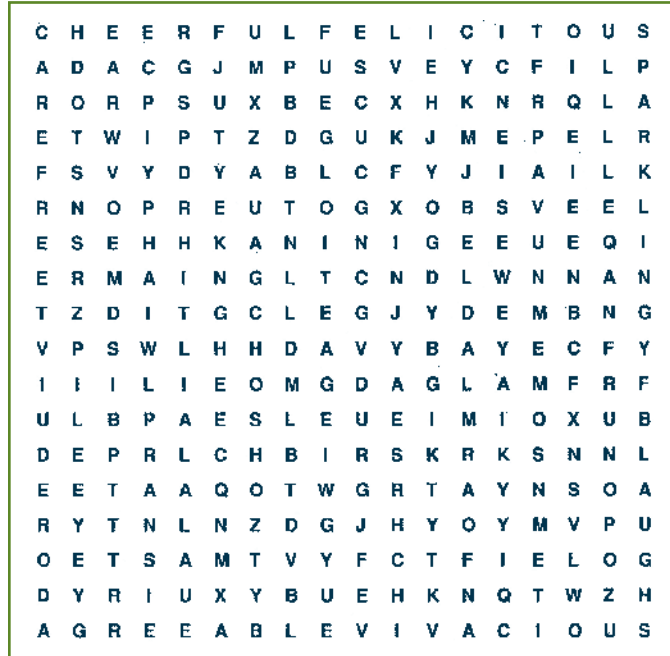 C H E E R F U L F E L I C I T O U S
A D A C G J M P U S V E Y C F I L P
R O R P S U X B E C X H K N R Q L A
E T W I P T Z D G U K J M E P E L R
F S V Y D Y A B L C F Y J I A I L K
R N O P R E U T O G X O B S V E E L
E S E H H K A N I N I G E E U E Q I
E R M A I N G L T C N D L W N N A N
T Z D I T G C L E G J Y D E M B N G
V P S W L H H D A V Y B A Y E C F Y
I I I L I E O M G D A G L A M F R F
U L B P A E S L E U E I M I O X U B
D E P R L C H B I R S K R K S N N L
E E T A A Q O T W G R T A Y N S O A
R Y T N L N Z D G J H Y O Y M V P U
O E T S A M T V Y F C T F I E L O G
D Y R I U X Y B U E H K N Q T W Z H
A G R E E A B L E V I V A C I O U S